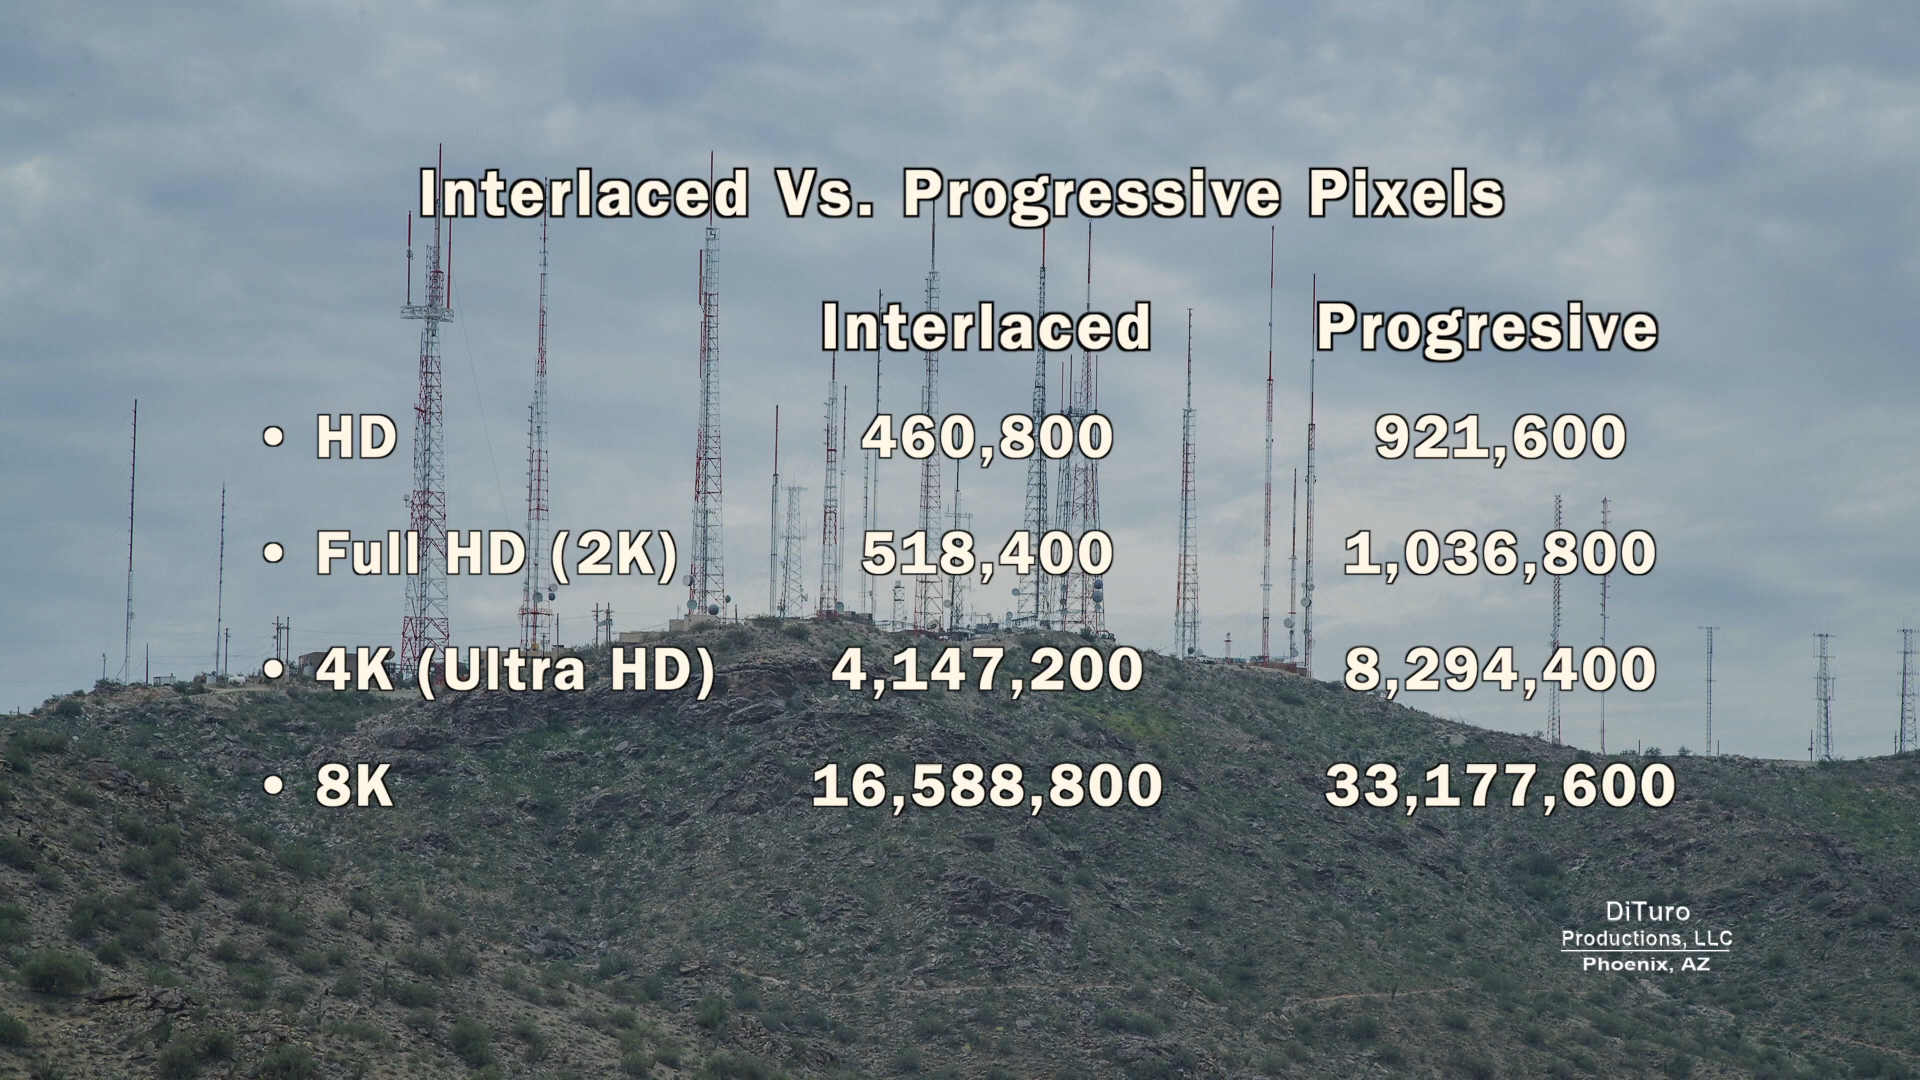 Interlaced Vs. Progressive Pixels
Interlaced Progresive
• HD 460,800 921,600
• Full HD (2K) 518,400 1,036,800
• 4K (Ultra HD) 4,147,200 8,294,400
• 8K 16,588,800 33,177,600
DiTuro
Productions, LLC
Phoenix, AZ